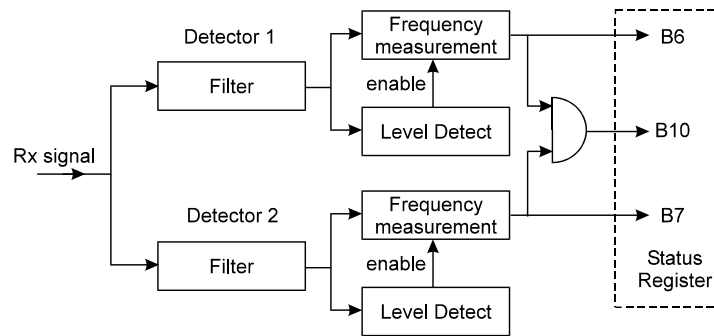 Detector 1
Frequency
measurement
B6
Filter
enable
Level Detect
B10
Rx signal
Detector 2
Frequency
measurement
B7
Filter
enable
Status
Register
Level Detect